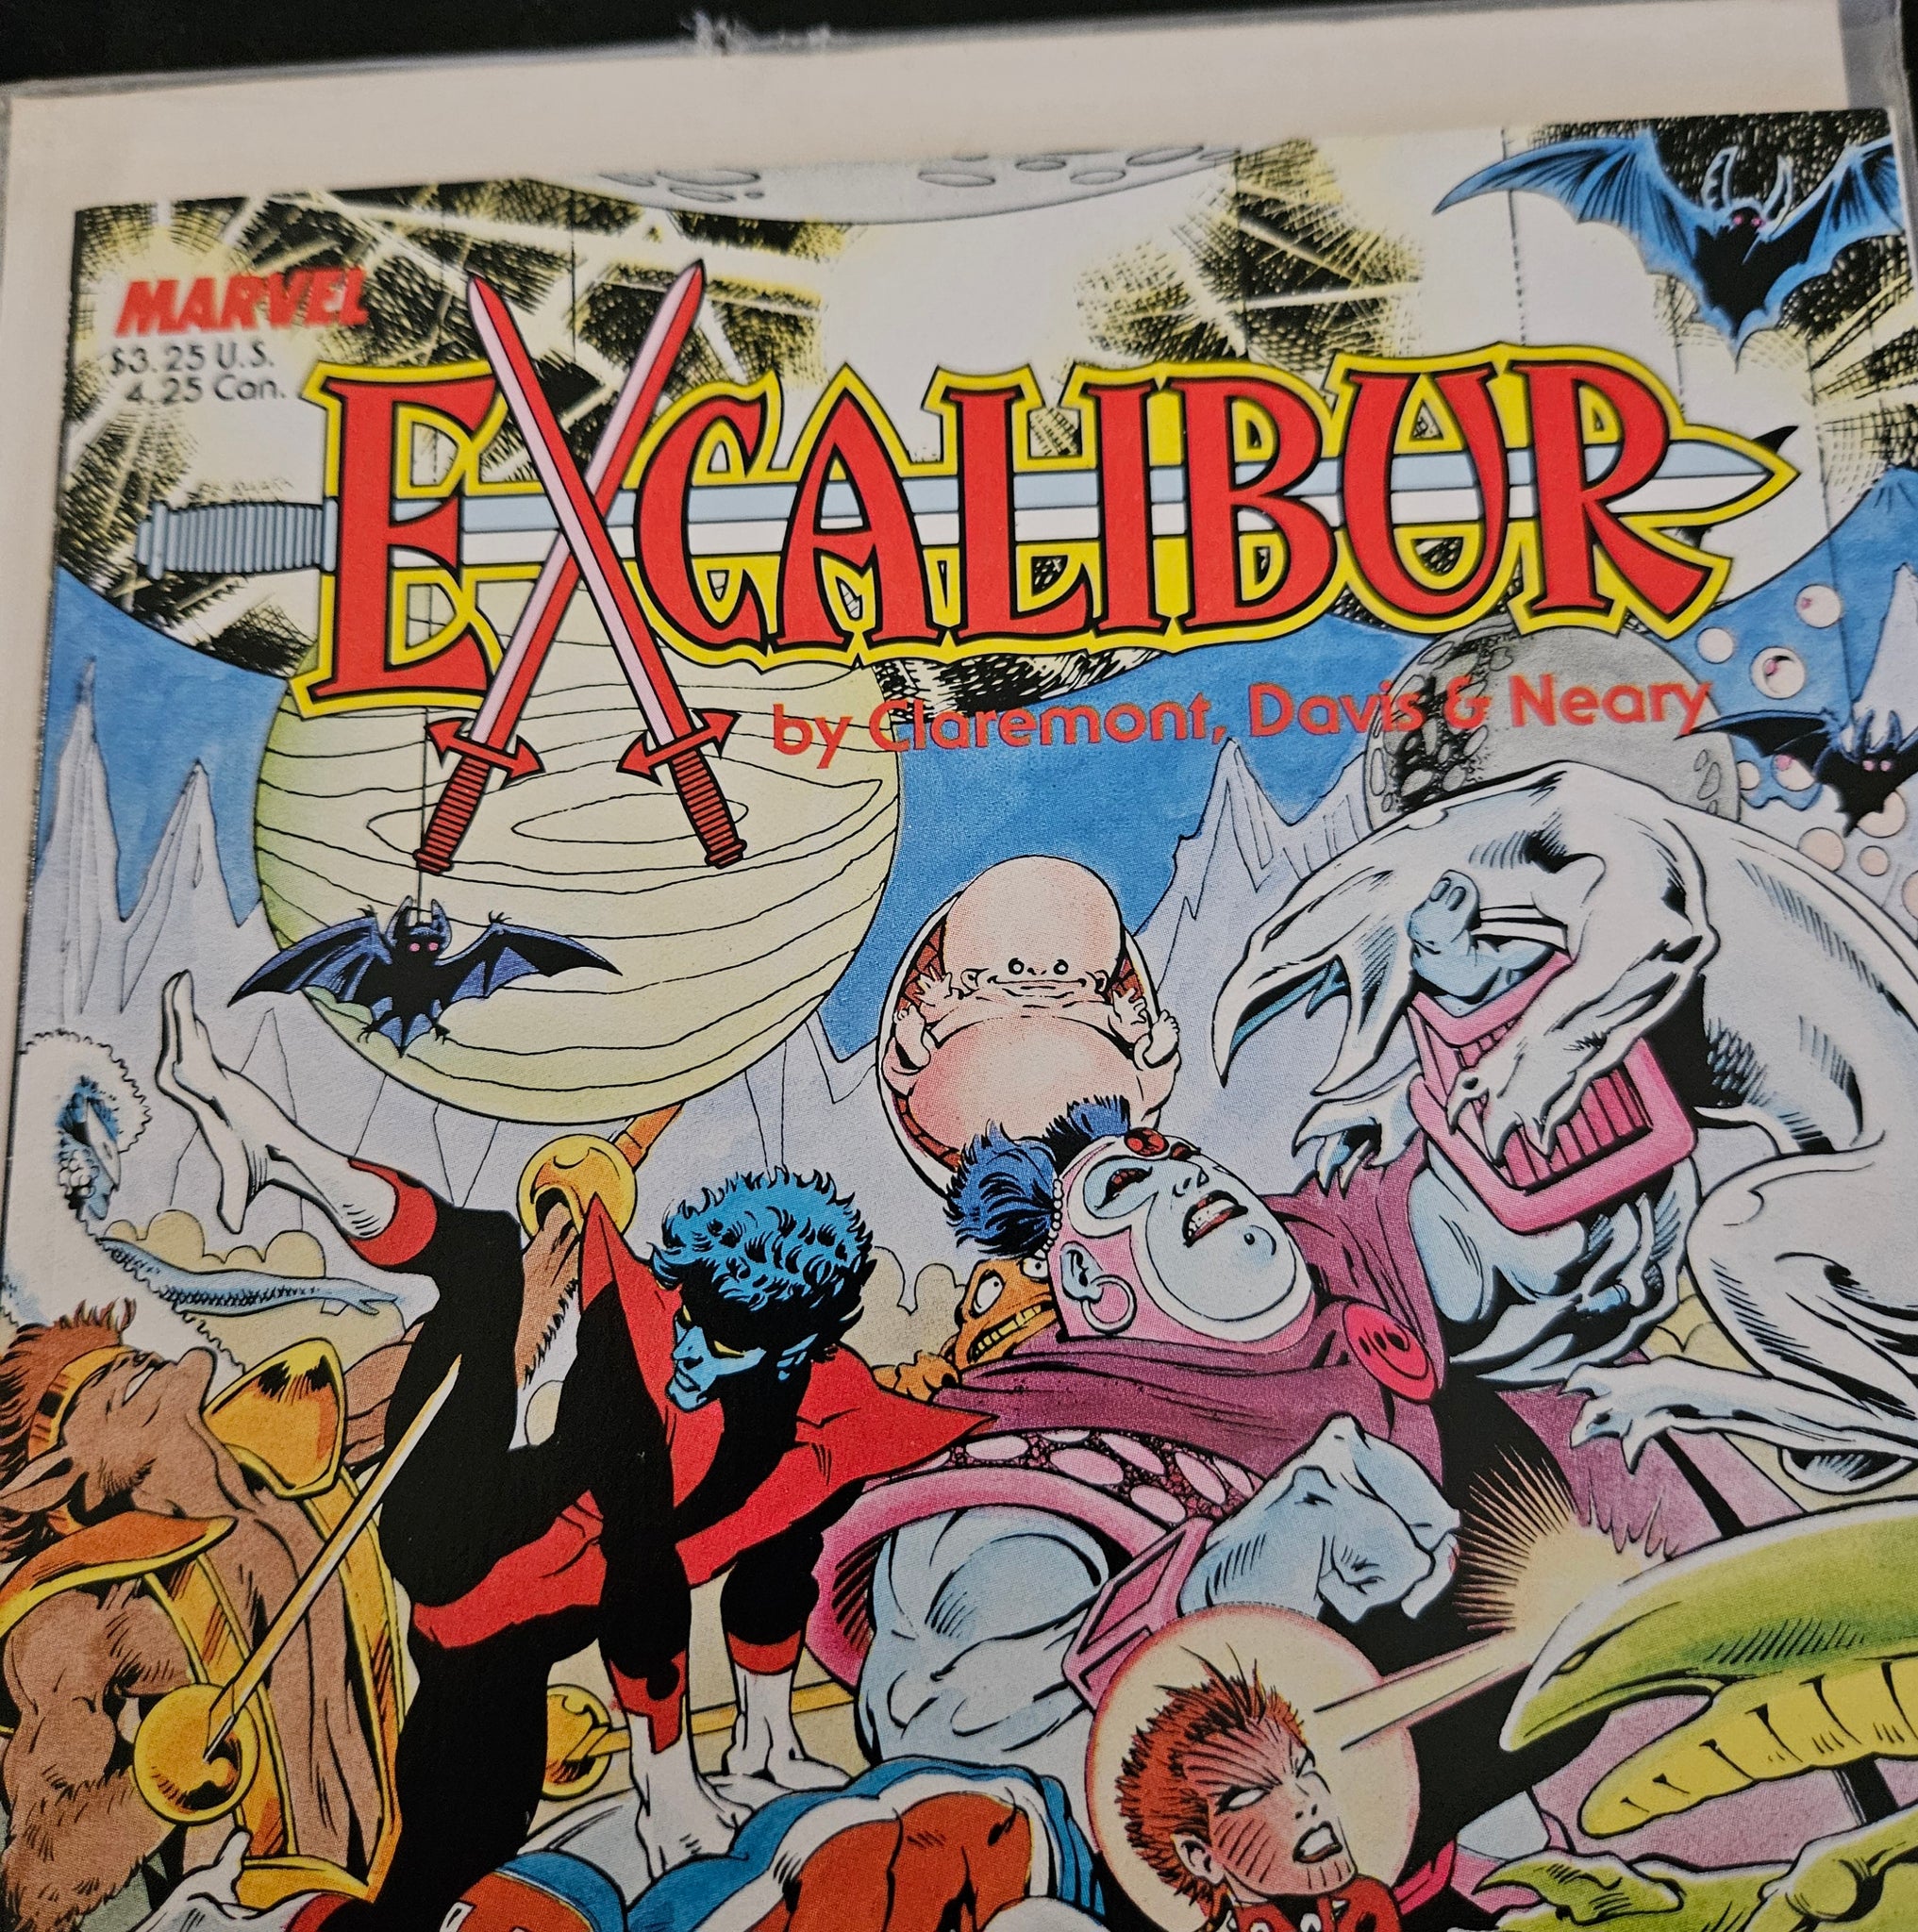 MARVEL
$3.25 U.S.
4.25 Can.
EXCALIBUR
by Claremont, Davis & Neary